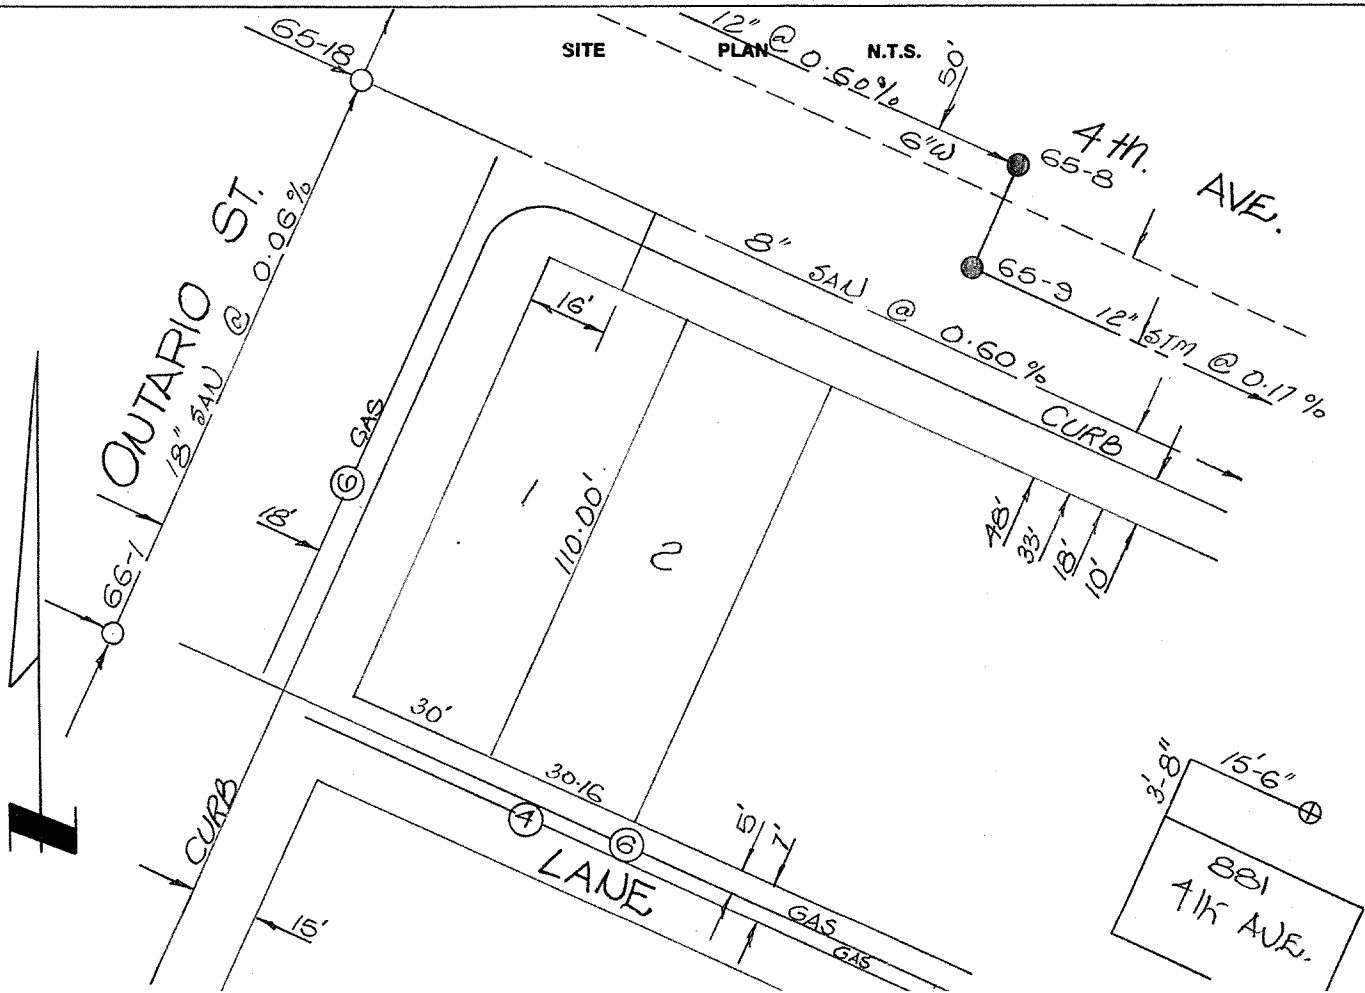 SITE PLAN N.T.S.
65-18
12" @ 0.60%
50'
6"W
65-8
4th. AVE.
ONTARIO ST.
18" SAN @ 0.06%
8" SAN @ 0.60%
65-9
12" STM @ 0.17%
16'
CURB
GAS
6
18'
1
110.00'
2
48'
33'
18'
10'
66-1
30'
30.16
CURB
4
6
LANE
5'
7'
GAS
GAS
15'
3'-8"
15'-6"
881
4th AVE.